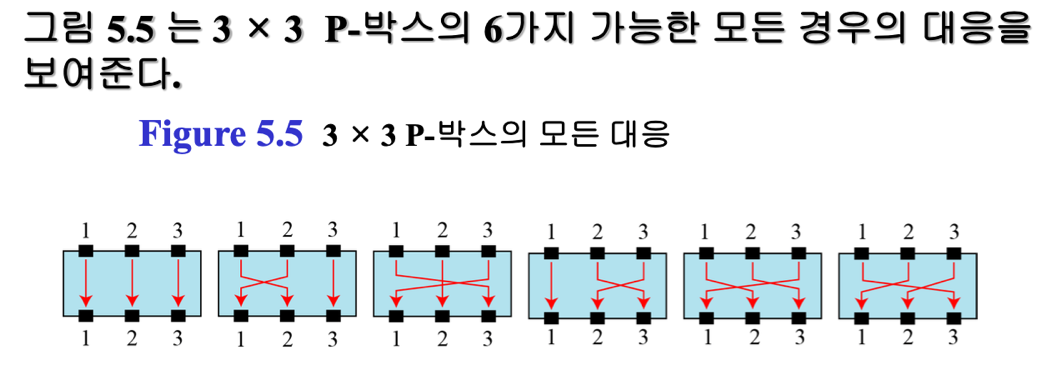 그림 5.5 는 3 × 3 P-박스의 6가지 가능한 모든 경우의 대응을
보여준다.
Figure 5.5 3 × 3 P-박스의 모든 대응
1 2 3 1 2 3 1 2 3 1 2 3 1 2 3 1 2 3
1 2 3 1 2 3 1 2 3 1 2 3 1 2 3 1 2 3